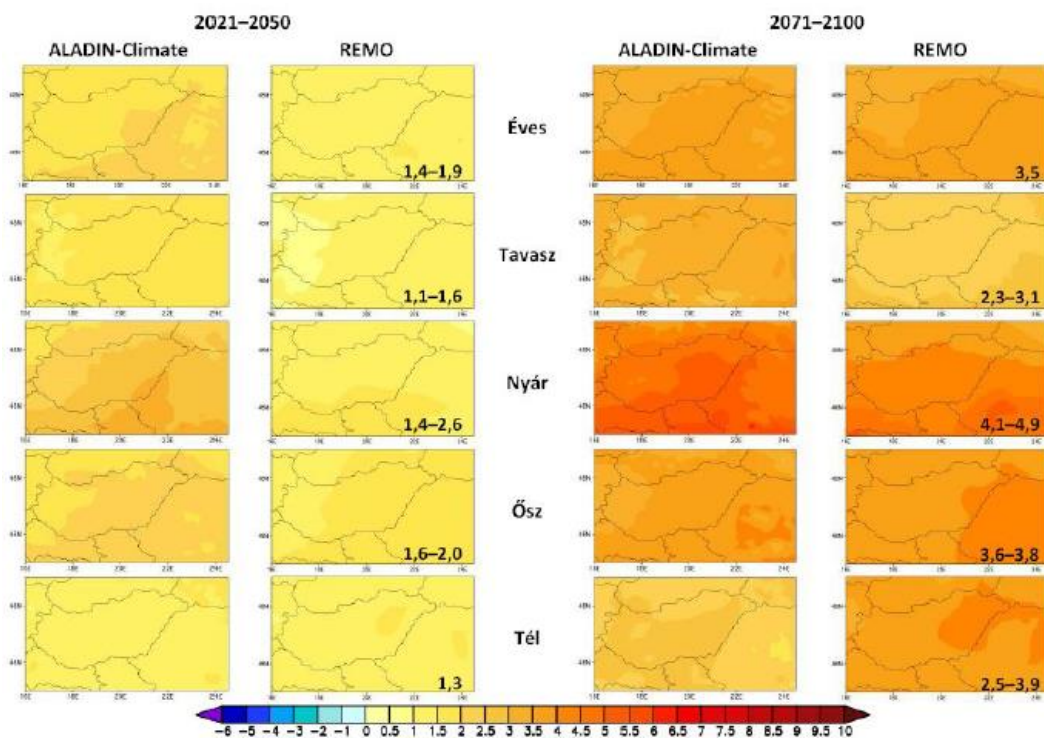 2021–2050 2071–2100
ALADIN-Climate REMO ALADIN-Climate REMO
Éves
1,4–1,9
3,5
Tavasz
1,1–1,6
2,3–3,1
Nyár
1,4–2,6
4,1–4,9
Ősz
1,6–2,0
3,6–3,8
Tél
1,3
2,5–3,9
-6 -5 -4 -3 -2 -1 0 0.5 1 1.5 2 2.5 3 3.5 4 4.5 5 5.5 6 6.5 7 7.5 8 8.5 9 9.5 10